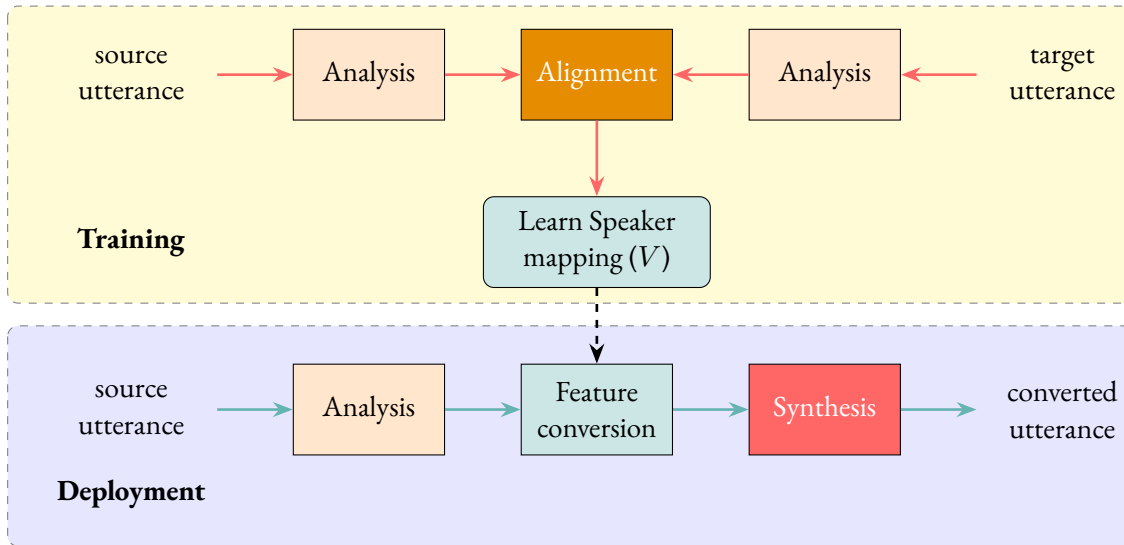 source
utterance
Analysis
Alignment
Analysis
target
utterance
Learn Speaker
mapping (V)
Training
source
utterance
Analysis
Feature
conversion
Synthesis
converted
utterance
Deployment